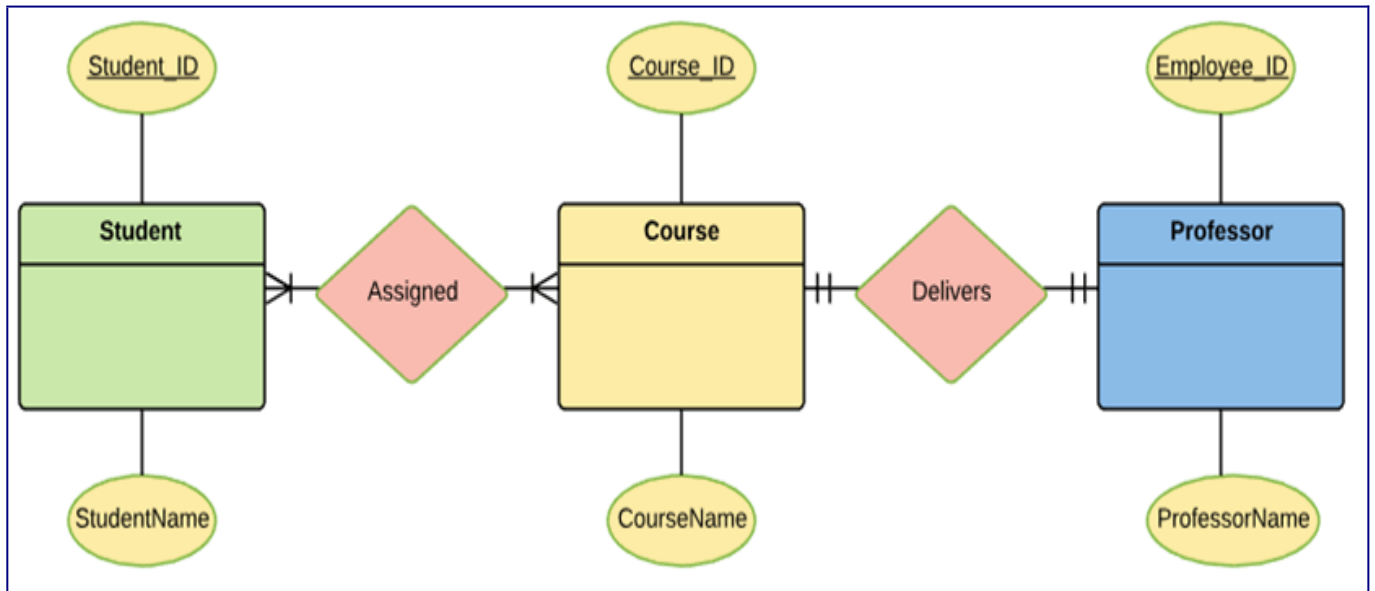 Student_ID
Course_ID
Employee_ID
Student
Course
Professor
Assigned
Delivers
StudentName
CourseName
ProfessorName